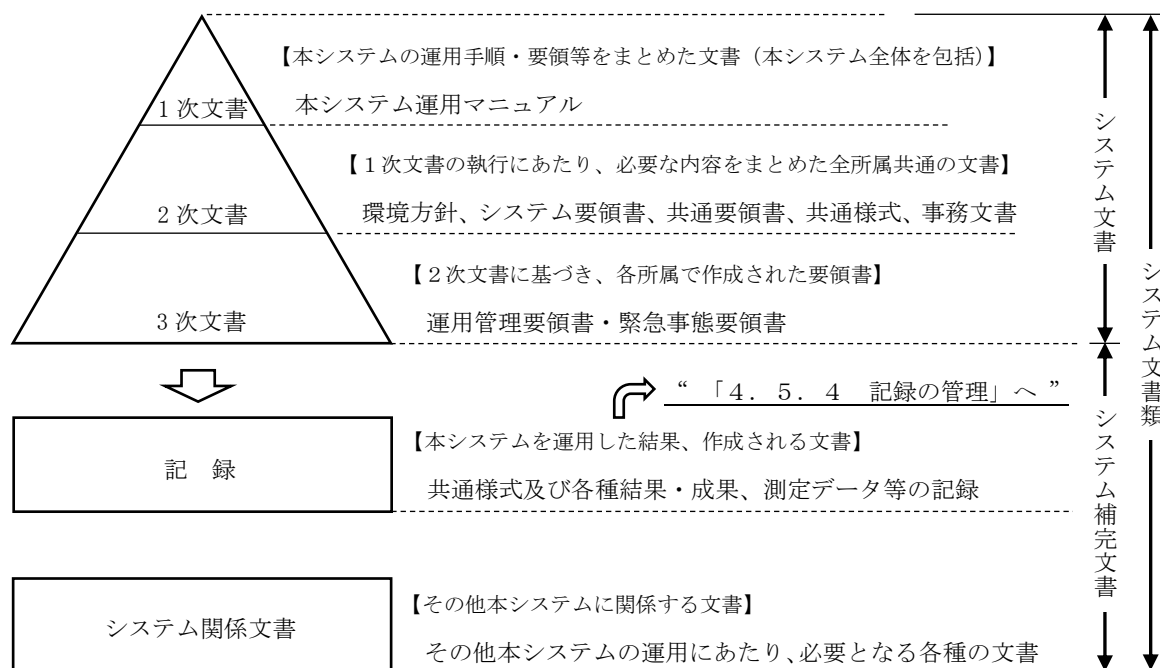 【本システムの運用手順・要領等をまとめた文書（本システム全体を包括）】
1次文書
本システム運用マニュアル
【１次文書の執行にあたり、必要な内容をまとめた全所属共通の文書】
2次文書
環境方針、システム要領書、共通要領書、共通様式、事務文書
【２次文書に基づき、各所属で作成された要領書】
3次文書
運用管理要領書・緊急事態要領書
“ 「４．５．４　記録の管理」へ ”
【本システムを運用した結果、作成される文書】
記　録
共通様式及び各種結果・成果、測定データ等の記録
【その他本システムに関係する文書】
システム関係文書
その他本システムの運用にあたり、必要となる各種の文書
システム文書
システム補完文書
システム文書類